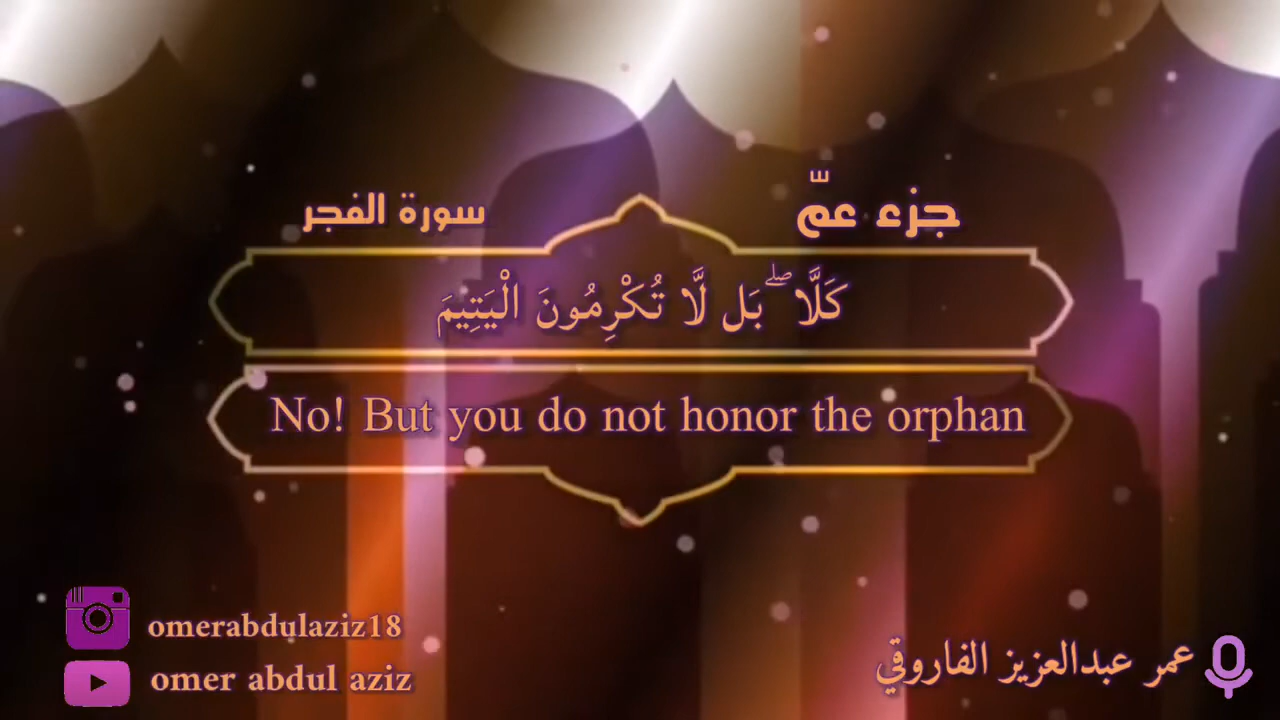 جزء عمّ
سورة الفجر
كَلَّا ۖ بَل لَّا تُكْرِمُونَ الْيَتِيمَ
No! But you do not honor the orphan
omerabdulaziz18
omer abdul aziz
عمر عبدالعزيز الفاروقي